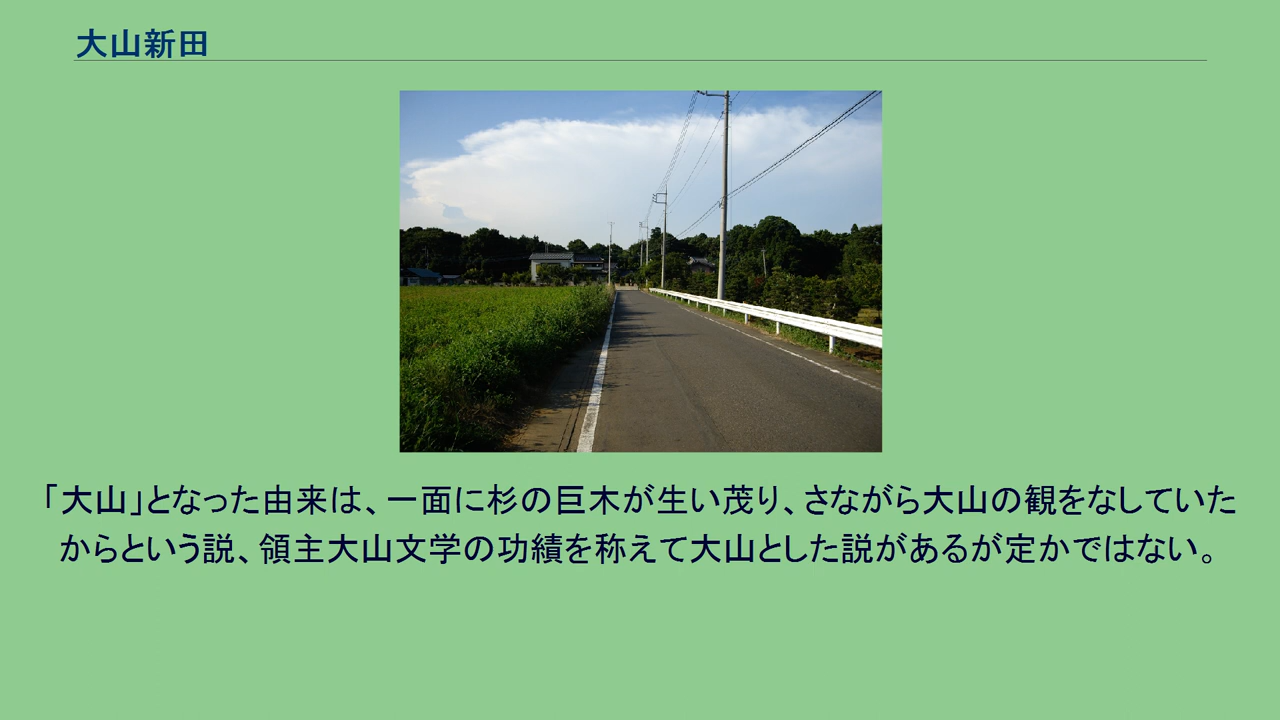 大山新田
「大山」となった由来は、一面に杉の巨木が生い茂り、さながら大山の観をなしていた
からという説、領主大山文学の功績を称えて大山とした説があるが定かではない。